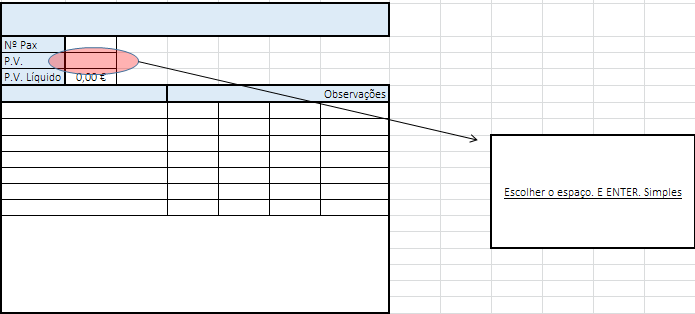 Nº Pax
P.V.
P.V. Líquido 0,00 €
Observações
Escolher o espaço. E ENTER. Simples